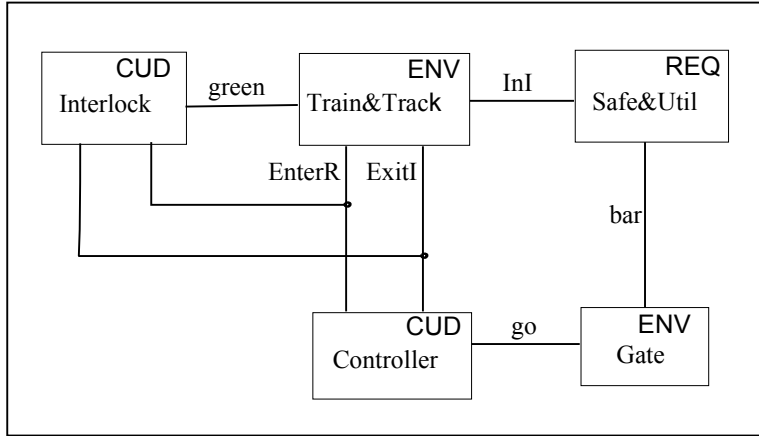 CUD
Interlock
green
ENV
Train&Track
InI
REQ
Safe&Util
EnterR
ExitI
bar
CUD
Controller
go
ENV
Gate